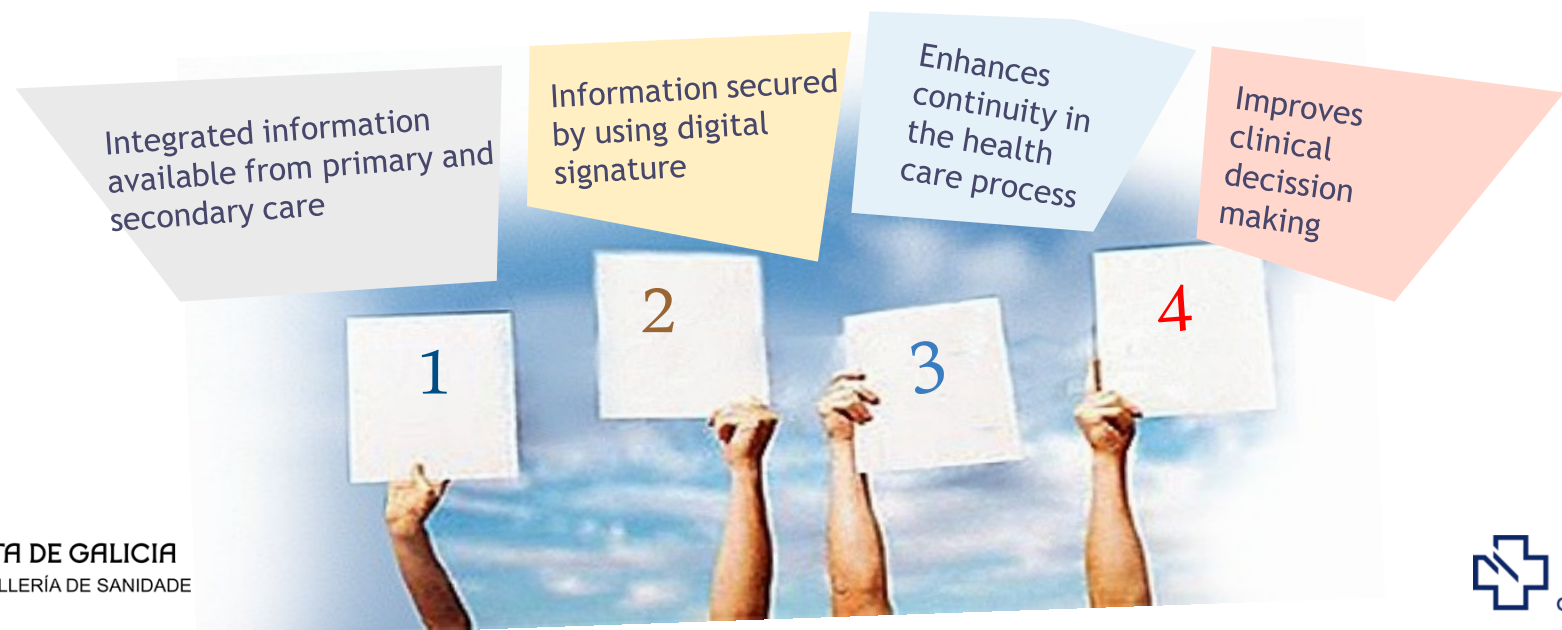 Integrated information
available from primary and
secondary care
Information secured
by using digital
signature
Enhances
continuity in
the health
care process
Improves
clinical
decission
making
1
2
3
4
TA DE GALICIA
LLERÍA DE SANIDADE